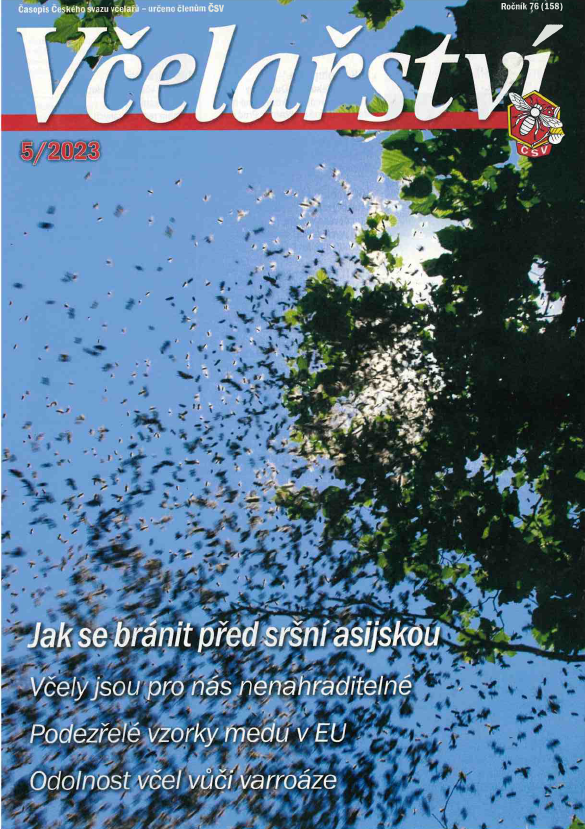 Časopis Českého svazu včelařů – určeno členům ČSV
Ročník 76 (158)
Včelařství
ČSV
5/2023
Jak se bránit před sršní asijskou
Včely jsou pro nás nenahraditelné
Podezřelé vzorky medu v EU
Odolnost včel vůči varroáze